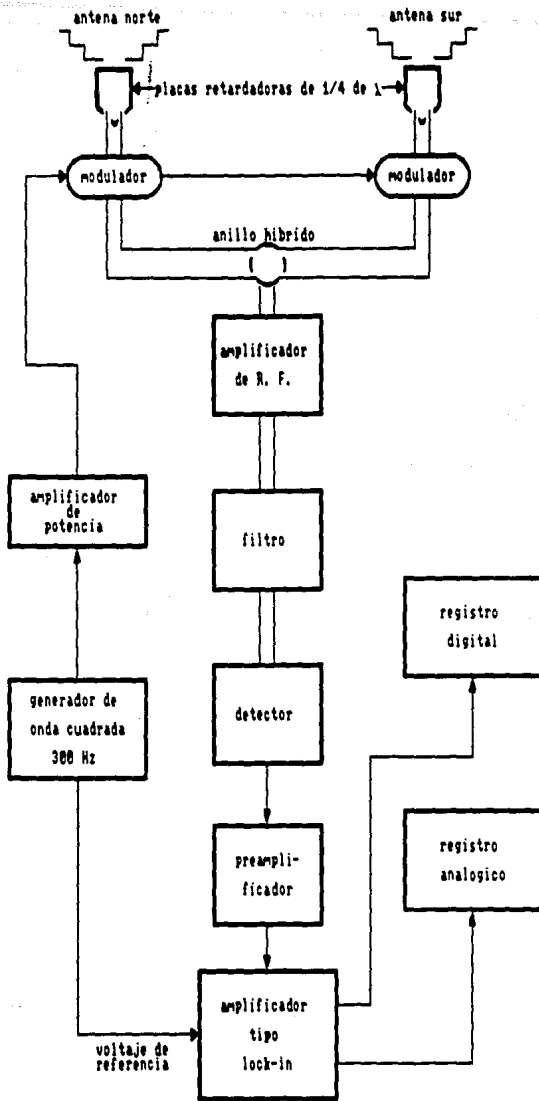 antena norte
antena sur
placas retardadoras de 1/4 de λ
modulador
modulador
anillo hibrido
amplificador
de R. F.
amplificador
de
potencia
filtro
registro
digital
generador de
onda cuadrada
300 Hz
detector
registro
analogico
preampli-
ficador
amplificador
tipo
lock-in
voltaje de
referencia